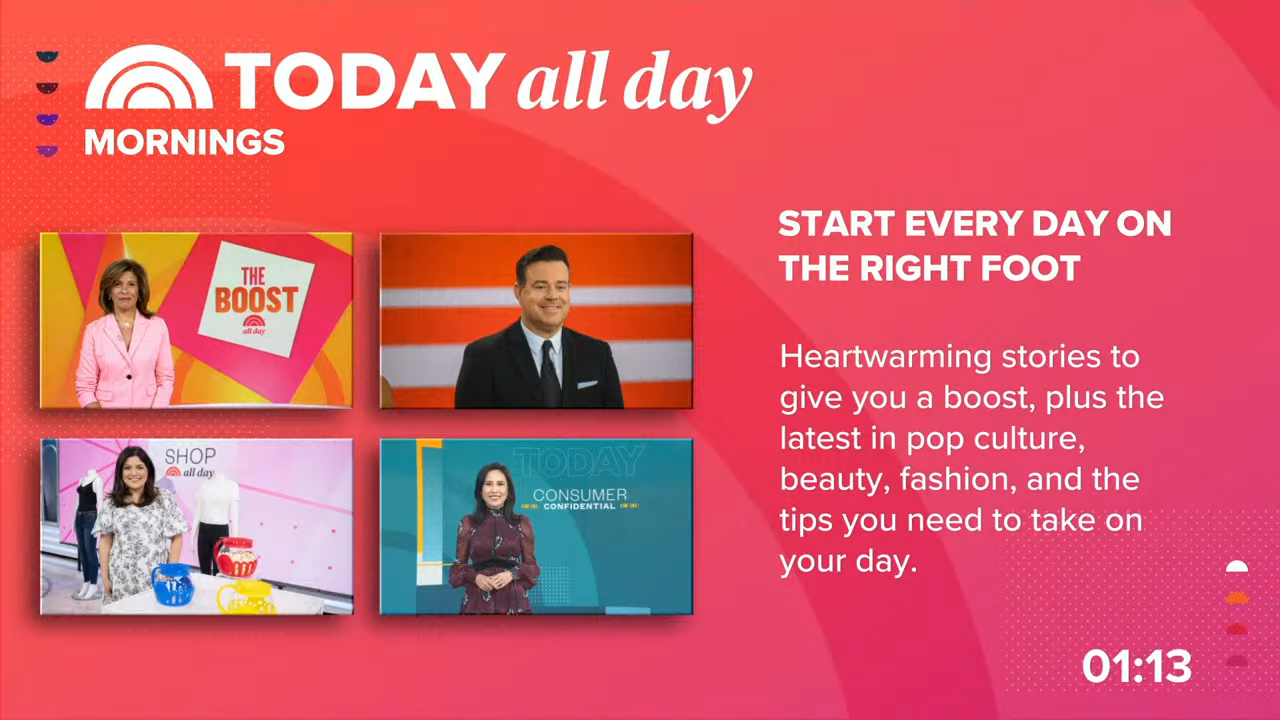 TODAY all day
MORNINGS
START EVERY DAY ON
THE RIGHT FOOT
THE
BOOST
all day
Heartwarming stories to
give you a boost, plus the
latest in pop culture,
beauty, fashion, and the
tips you need to take on
your day.
SHOP
all day
TODAY
CONSUMER
CONFIDENTIAL
01:13